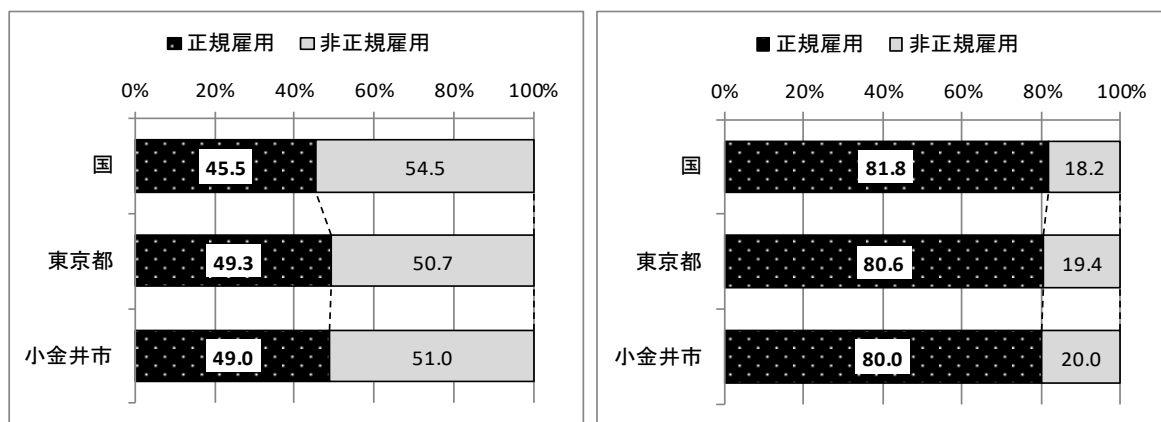 正規雇用 非正規雇用
0% 20% 40% 60% 80% 100%
国 45.5 54.5
東京都 49.3 50.7
小金井市 49.0 51.0
正規雇用 非正規雇用
0% 20% 40% 60% 80% 100%
国 81.8 18.2
東京都 80.6 19.4
小金井市 80.0 20.0